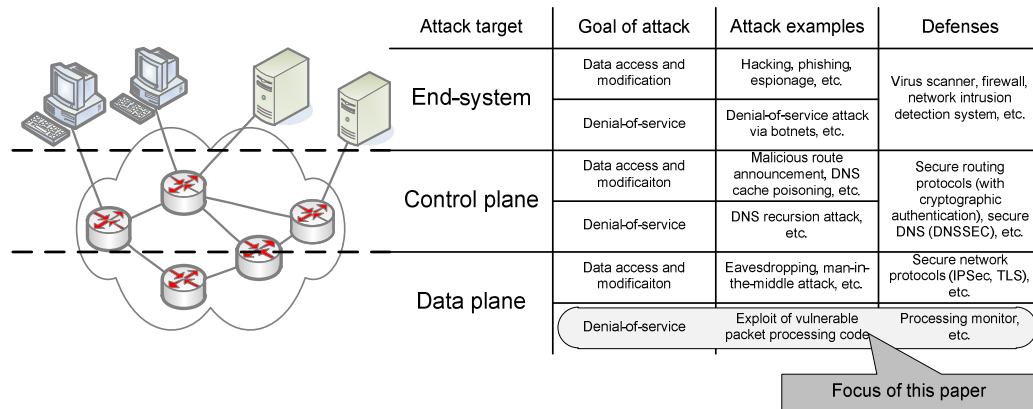 Attack target
Goal of attack
Attack examples
Defenses
End-system
Data access and
modification
Hacking, phishing,
espionage, etc.
Virus scanner, firewall,
network intrusion
detection system,
etc.
Denial-of-service
Denial-of-service attack
via botnets, etc.
Control plane
Data access and
modificaiton
Malicious route
announcement, DNS
cache poisoning, etc.
Secure routing
protocols (with
cryptographic
authentication), secure
DNS (DNSSEC), etc.
Denial-of-service
DNS recursion attack,
etc.
Data plane
Data access and
modificaiton
Eavesdropping, man-in-
the-middle attack, etc.
Secure network
protocols (IPSec, TLS),
etc.
Denial-of-service
Exploit of vulnerable
packet processing code
Processing monitor,
etc.
Focus of this paper